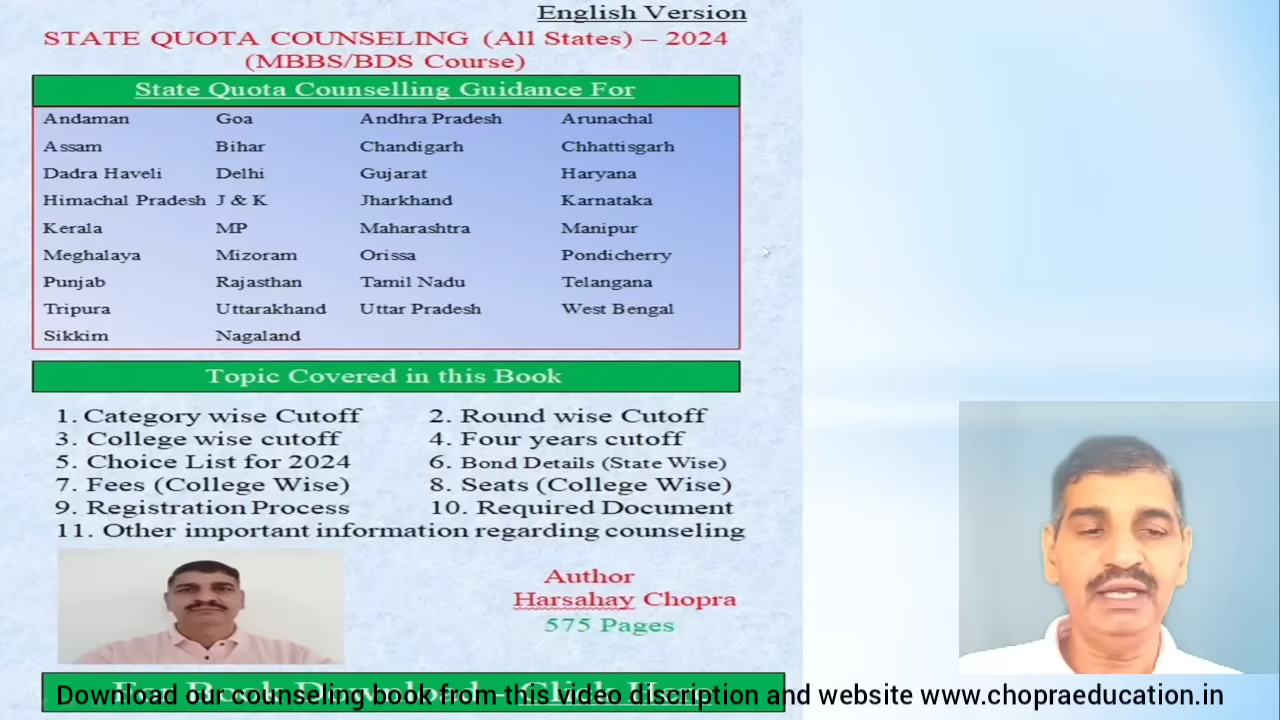 English Version
STATE QUOTA COUNSELING (All States) – 2024
(MBBS/BDS Course)
State Quota Counselling Guidance For
Andaman Goa Andhra Pradesh Arunachal
Assam Bihar Chandigarh Chhattisgarh
Dadra Haveli Delhi Gujarat Haryana
Himachal Pradesh J & K Jharkhand Karnataka
Kerala MP Maharashtra Manipur
Meghalaya Mizoram Orissa Pondicherry
Punjab Rajasthan Tamil Nadu Telangana
Tripura Uttarakhand Uttar Pradesh West Bengal
Sikkim Nagaland
Topic Covered in this Book
1. Category wise Cutoff 2. Round wise Cutoff
3. College wise cutoff 4. Four years cutoff
5. Choice List for 2024 6. Bond Details (State Wise)
7. Fees (College Wise) 8. Seats (College Wise)
9. Registration Process 10. Required Document
11. Other important information regarding counseling
Author
Harsahay Chopra
575 Pages
For Book Download - Click Here
Download our counseling book from this video discription and website www.chopraeducation.in